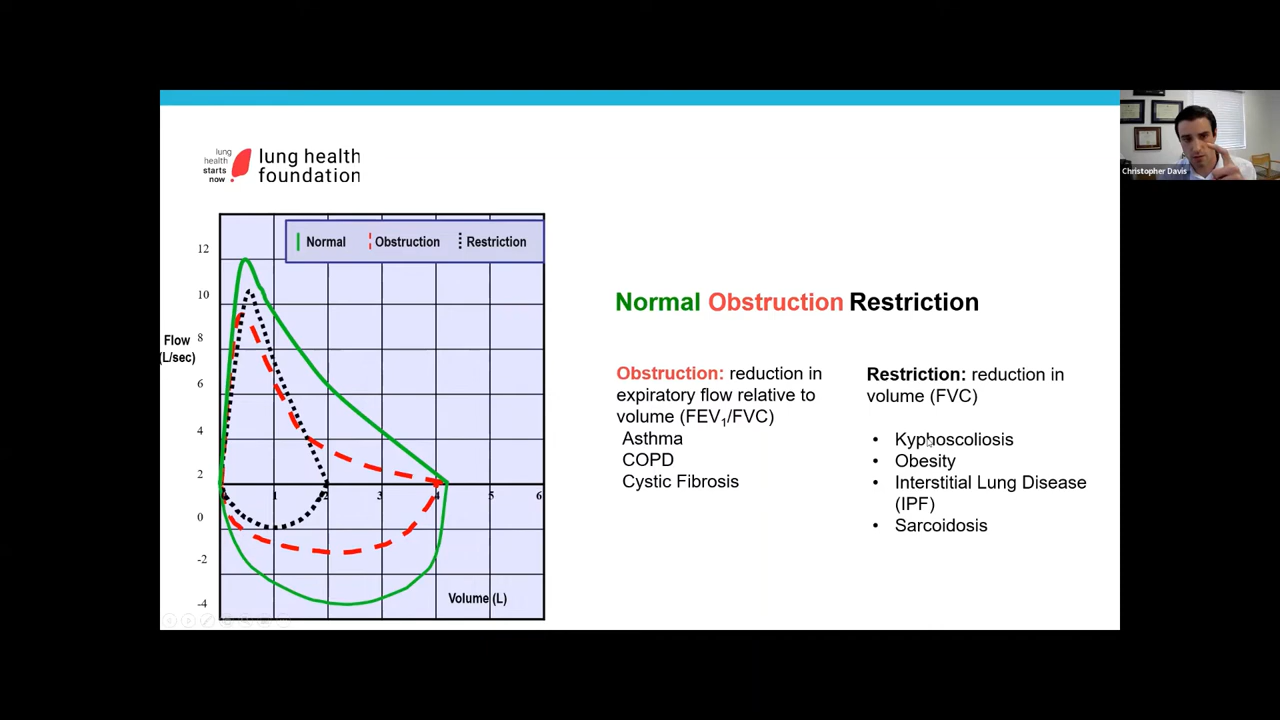 lung
health
starts
now
lung health
foundation
Christopher Davis
Normal Obstruction Restriction
12
10
8
6
4
2
0
-2
-4
Flow
(L/sec)
1 2 3 4 5 6
Volume (L)
Normal Obstruction Restriction
Obstruction: reduction in
expiratory flow relative to
volume (FEV1/FVC)
Asthma
COPD
Cystic Fibrosis
Restriction: reduction in
volume (FVC)
• Kyphoscoliosis
• Obesity
• Interstitial Lung Disease
(IPF)
• Sarcoidosis